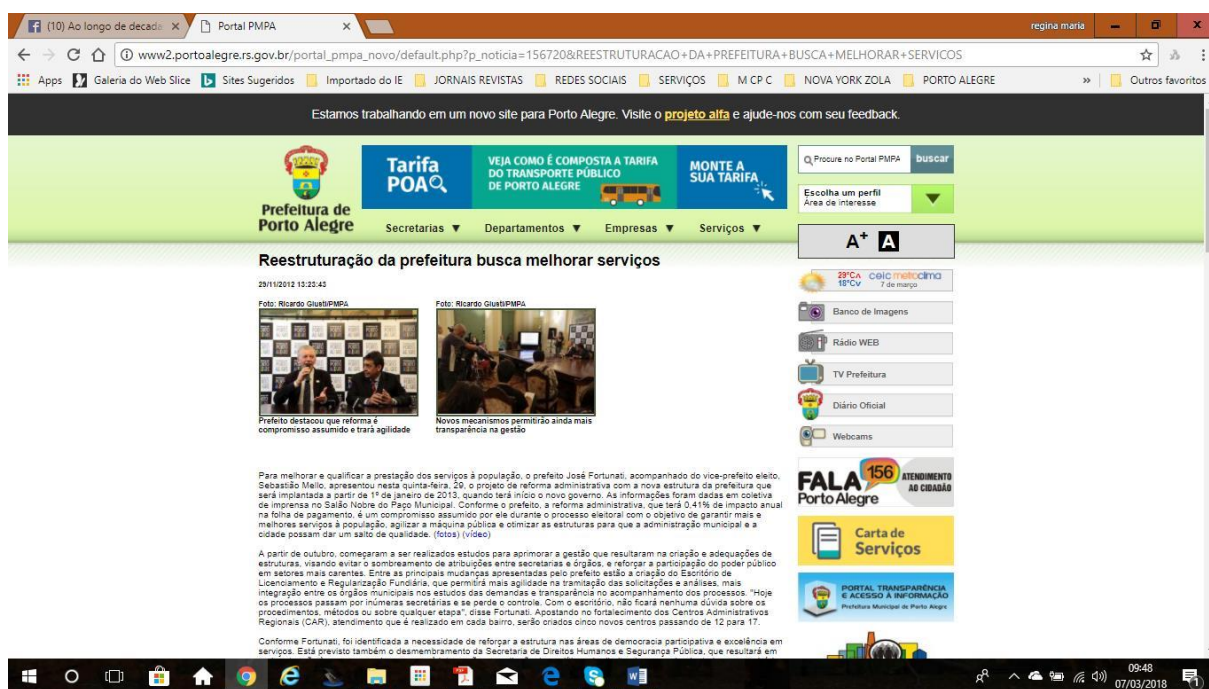 (10) Ao longo de decada
Portal PMPA
regina maria
www2.portoalegre.rs.gov.br/portal_pmpa_novo/default.php?p_noticia=156720&REESTRUTURACAO+DA+PREFEITURA+BUSCA+MELHORAR+SERVICOS
Apps Galeria do Web Slice Sites Sugeridos Importado do IE JORNAIS REVISTAS REDES SOCIAIS SERVIÇOS M CP C NOVA YORK ZOLA PORTO ALEGRE » Outros favoritos
Estamos trabalhando em um novo site para Porto Alegre. Visite o projeto alfa e ajude-nos com seu feedback.
Prefeitura de
Porto Alegre
Tarifa
POA
VEJA COMO É COMPOSTA A TARIFA
DO TRANSPORTE PÚBLICO
DE PORTO ALEGRE
MONTE A
SUA TARIFA
Procure no Portal PMPA buscar
Escolha um perfil
Área de interesse
Secretarias ▼ Departamentos ▼ Empresas ▼ Serviços ▼
A+ A
Reestruturação da prefeitura busca melhorar serviços
29/11/2012 13:23:43
Foto: Ricardo Giusti/PMPA
Foto: Ricardo Giusti/PMPA
Prefeito destacou que reforma é
compromisso assumido e trará agilidade
Novos mecanismos permitirão ainda mais
transparência na gestão
Para melhorar e qualificar a prestação dos serviços à população, o prefeito José Fortunati, acompanhado do vice-prefeito eleito,
Sebastião Mello, apresentou nesta quinta-feira, 29, o projeto de reforma administrativa com a nova estrutura da prefeitura que
será implantada a partir de 1º de janeiro de 2013, quando terá início o novo governo. As informações foram dadas em coletiva
de imprensa no Salão Nobre do Paço Municipal. Conforme o prefeito, a reforma administrativa, que terá 0,41% de impacto anual
na folha de pagamento, é um compromisso assumido por ele durante o processo eleitoral com o objetivo de garantir mais e
melhores serviços à população, agilizar a máquina pública e otimizar as estruturas para que a administração municipal e a
cidade possam dar um salto de qualidade. (fotos) (vídeo)
A partir de outubro, começaram a ser realizados estudos para aprimorar a gestão que resultaram na criação e adequações de
estruturas, visando evitar o sombreamento de atribuições entre secretarias e órgãos, e reforçar a participação do poder público
em setores mais carentes. Entre as principais mudanças apresentadas pelo prefeito estão a criação do Escritório de
Licenciamento e Regularização Fundiária, que permitirá mais agilidade na tramitação das solicitações e análises, mais
integração entre os órgãos municipais nos estudos das demandas e transparência no acompanhamento dos processos. "Hoje
os processos passam por inúmeras secretárias e se perde o controle. Com o escritório, não ficará nenhuma dúvida sobre os
procedimentos, métodos ou sobre qualquer etapa", disse Fortunati. Apostando no fortalecimento dos Centros Administrativos
Regionais (CAR), atendimento que é realizado em cada bairro, serão criados cinco novos centros passando de 12 para 17.
Conforme Fortunati, foi identificada a necessidade de reforçar a estrutura nas áreas de democracia participativa e excelência em
serviços. Está previsto também o desmembramento da Secretaria de Direitos Humanos e Segurança Pública, que resultará em
29°C ceic metroclima
18°C 7 de março
Banco de Imagens
Rádio WEB
TV Prefeitura
Diário Oficial
Webcams
FALA 156 ATENDIMENTO
Porto Alegre AO CIDADÃO
Carta de
Serviços
PORTAL TRANSPARÊNCIA
E ACESSO À INFORMAÇÃO
Prefeitura Municipal de Porto Alegre
09:48
07/03/2018